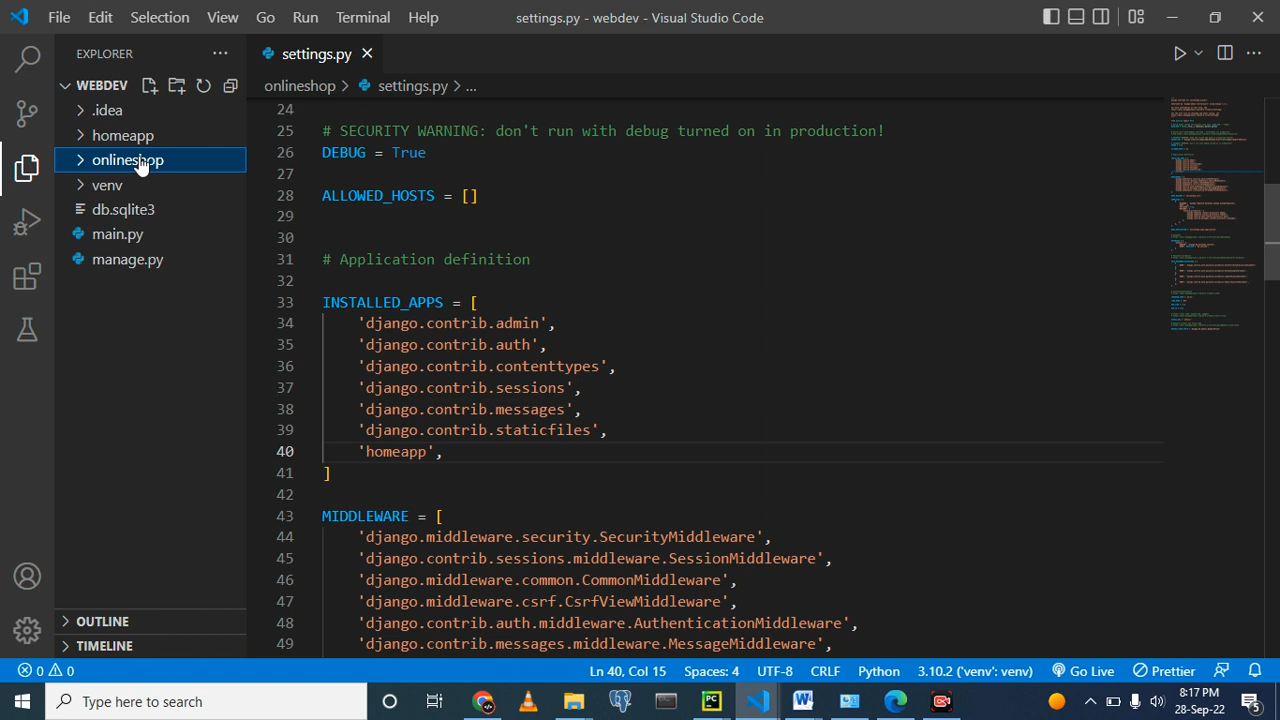 File Edit Selection View Go Run Terminal Help
settings.py - webdev - Visual Studio Code
EXPLORER
WEBDEV
.idea
homeapp
onlineshop
venv
db.sqlite3
main.py
manage.py
OUTLINE
TIMELINE
settings.py
onlineshop > settings.py > ...
24
25 # SECURITY WARNING: don't run with debug turned on in production!
26 DEBUG = True
27
28 ALLOWED_HOSTS = []
29
30
31 # Application definition
32
33 INSTALLED_APPS = [
34 'django.contrib.admin',
35 'django.contrib.auth',
36 'django.contrib.contenttypes',
37 'django.contrib.sessions',
38 'django.contrib.messages',
39 'django.contrib.staticfiles',
40 'homeapp',
41 ]
42
43 MIDDLEWARE = [
44 'django.middleware.security.SecurityMiddleware',
45 'django.contrib.sessions.middleware.SessionMiddleware',
46 'django.middleware.common.CommonMiddleware',
47 'django.middleware.csrf.CsrfViewMiddleware',
48 'django.contrib.auth.middleware.AuthenticationMiddleware',
49 'django.contrib.messages.middleware.MessageMiddleware',
0 0 Ln 40, Col 15 Spaces: 4 UTF-8 CRLF Python 3.10.2 ('venv': venv) Go Live Prettier
Type here to search
PC
8:17 PM
28-Sep-22
5